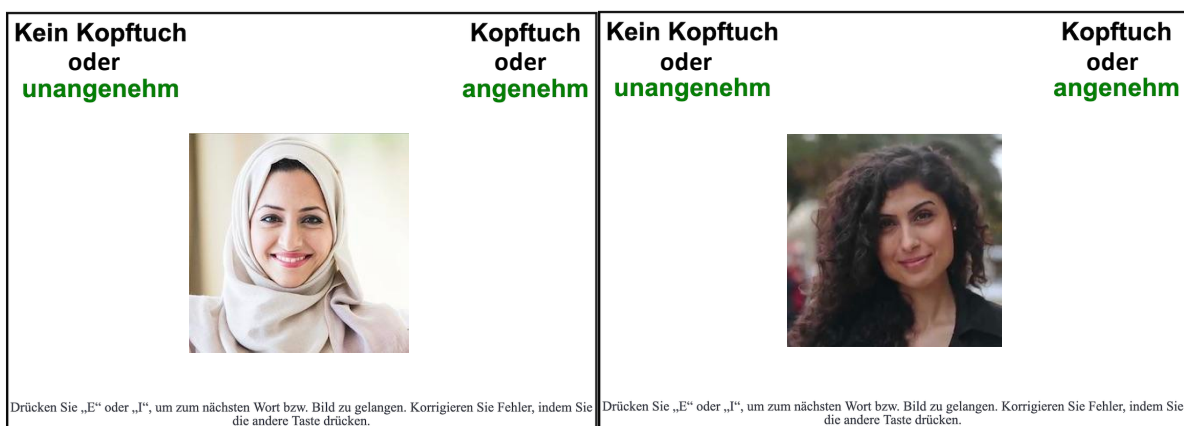 Kein Kopftuch
oder
unangenehm
Kopftuch
oder
angenehm
Drücken Sie „E“ oder „I“, um zum nächsten Wort bzw. Bild zu gelangen. Korrigieren Sie Fehler, indem Sie
die andere Taste drücken.
Kein Kopftuch
oder
unangenehm
Kopftuch
oder
angenehm
Drücken Sie „E“ oder „I“, um zum nächsten Wort bzw. Bild zu gelangen. Korrigieren Sie Fehler, indem Sie
die andere Taste drücken.